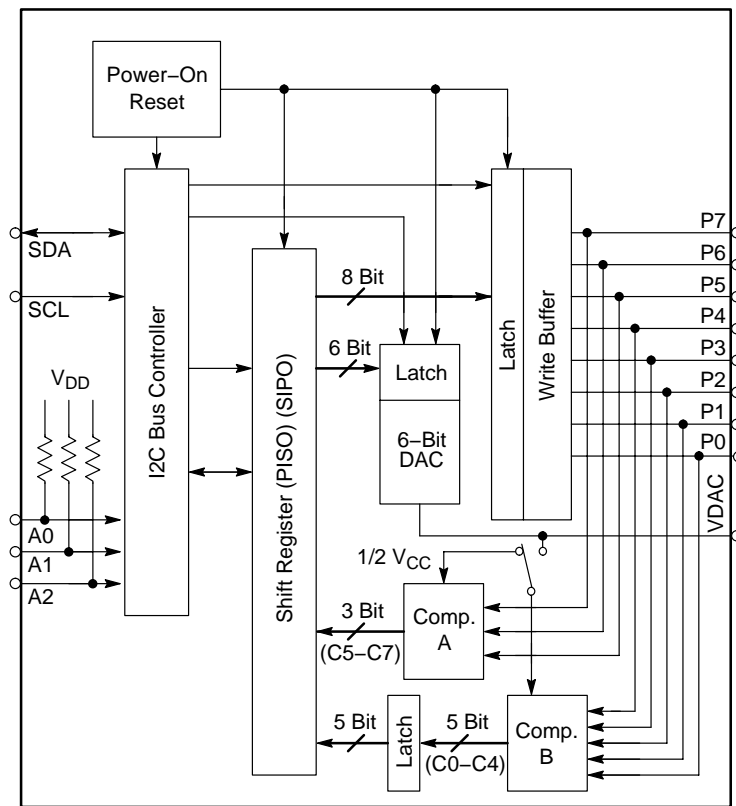 Power−On
Reset
SDA
SCL
VDD
A0
A1
A2
I2C Bus Controller
Shift Register (PISO) (SIPO)
8 Bit
6 Bit
Latch
6−Bit
DAC
Latch
Write Buffer
P7
P6
P5
P4
P3
P2
P1
P0
VDAC
1/2 VCC
3 Bit
(C5−C7)
Comp.
A
5 Bit
Latch
5 Bit
(C0−C4)
Comp.
B